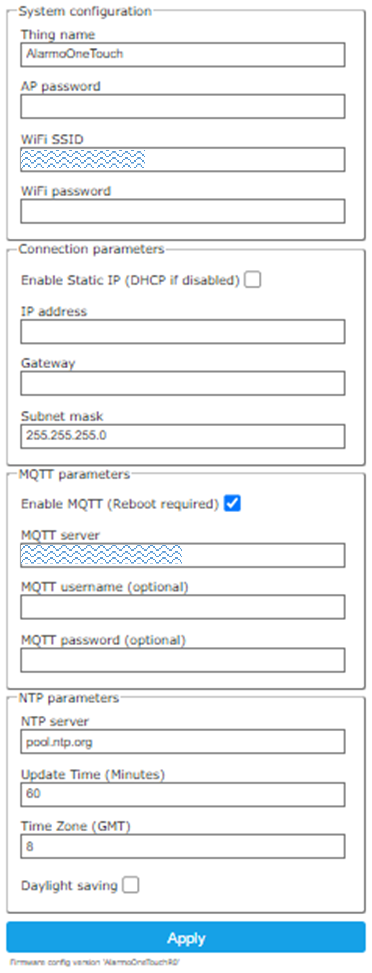 System configuration
Thing name
AlarmoOneTouch
AP password
WiFi SSID
WiFi password
Connection parameters
Enable Static IP (DHCP if disabled)
IP address
Gateway
Subnet mask
255.255.255.0
MQTT parameters
Enable MQTT (Reboot required)
MQTT server
MQTT username (optional)
MQTT password (optional)
NTP parameters
NTP server
pool.ntp.org
Update Time (Minutes)
60
Time Zone (GMT)
8
Daylight saving
Apply
Firmware config version